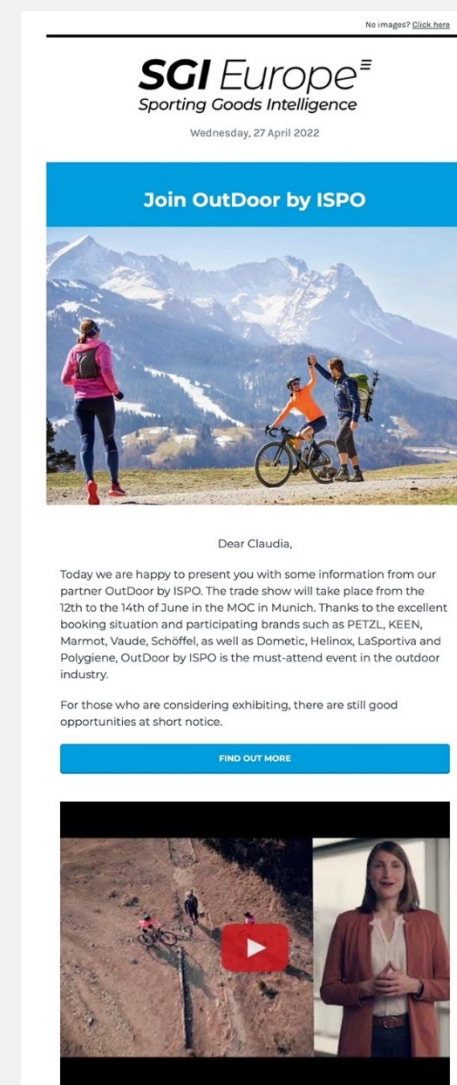 No images? Click here
SGI Europe
Sporting Goods Intelligence
Wednesday, 27 April 2022
Join OutDoor by ISPO
Dear Claudia,
Today we are happy to present you with some information from our
partner OutDoor by ISPO. The trade show will take place from the
12th to the 14th of June in the MOC in Munich. Thanks to the excellent
booking situation and participating brands such as PETZL, KEEN,
Marmot, Vaude, Schöffel, as well as Dometic, Helinox, LaSportiva and
Polygiene, OutDoor by ISPO is the must-attend event in the outdoor
industry.
For those who are considering exhibiting, there are still good
opportunities at short notice.
FIND OUT MORE